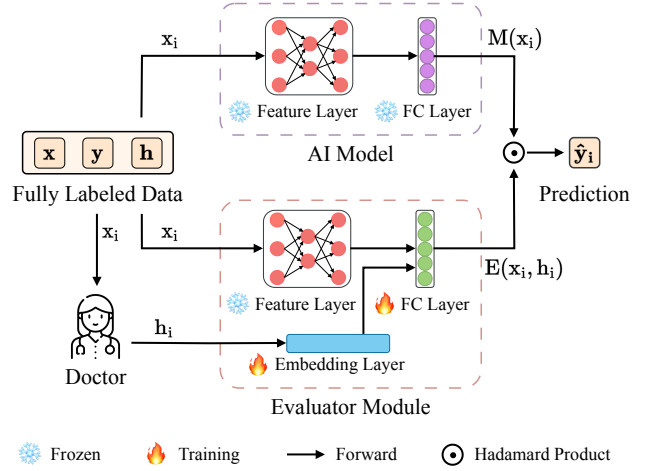 xᵢ
M(xᵢ)
Feature Layer
FC Layer
AI Model
x y h
Fully Labeled Data
ŷᵢ
Prediction
xᵢ
xᵢ
E(xᵢ, hᵢ)
Feature Layer
FC Layer
hᵢ
Embedding Layer
Doctor
Evaluator Module
Frozen
Training
Forward
Hadamard Product